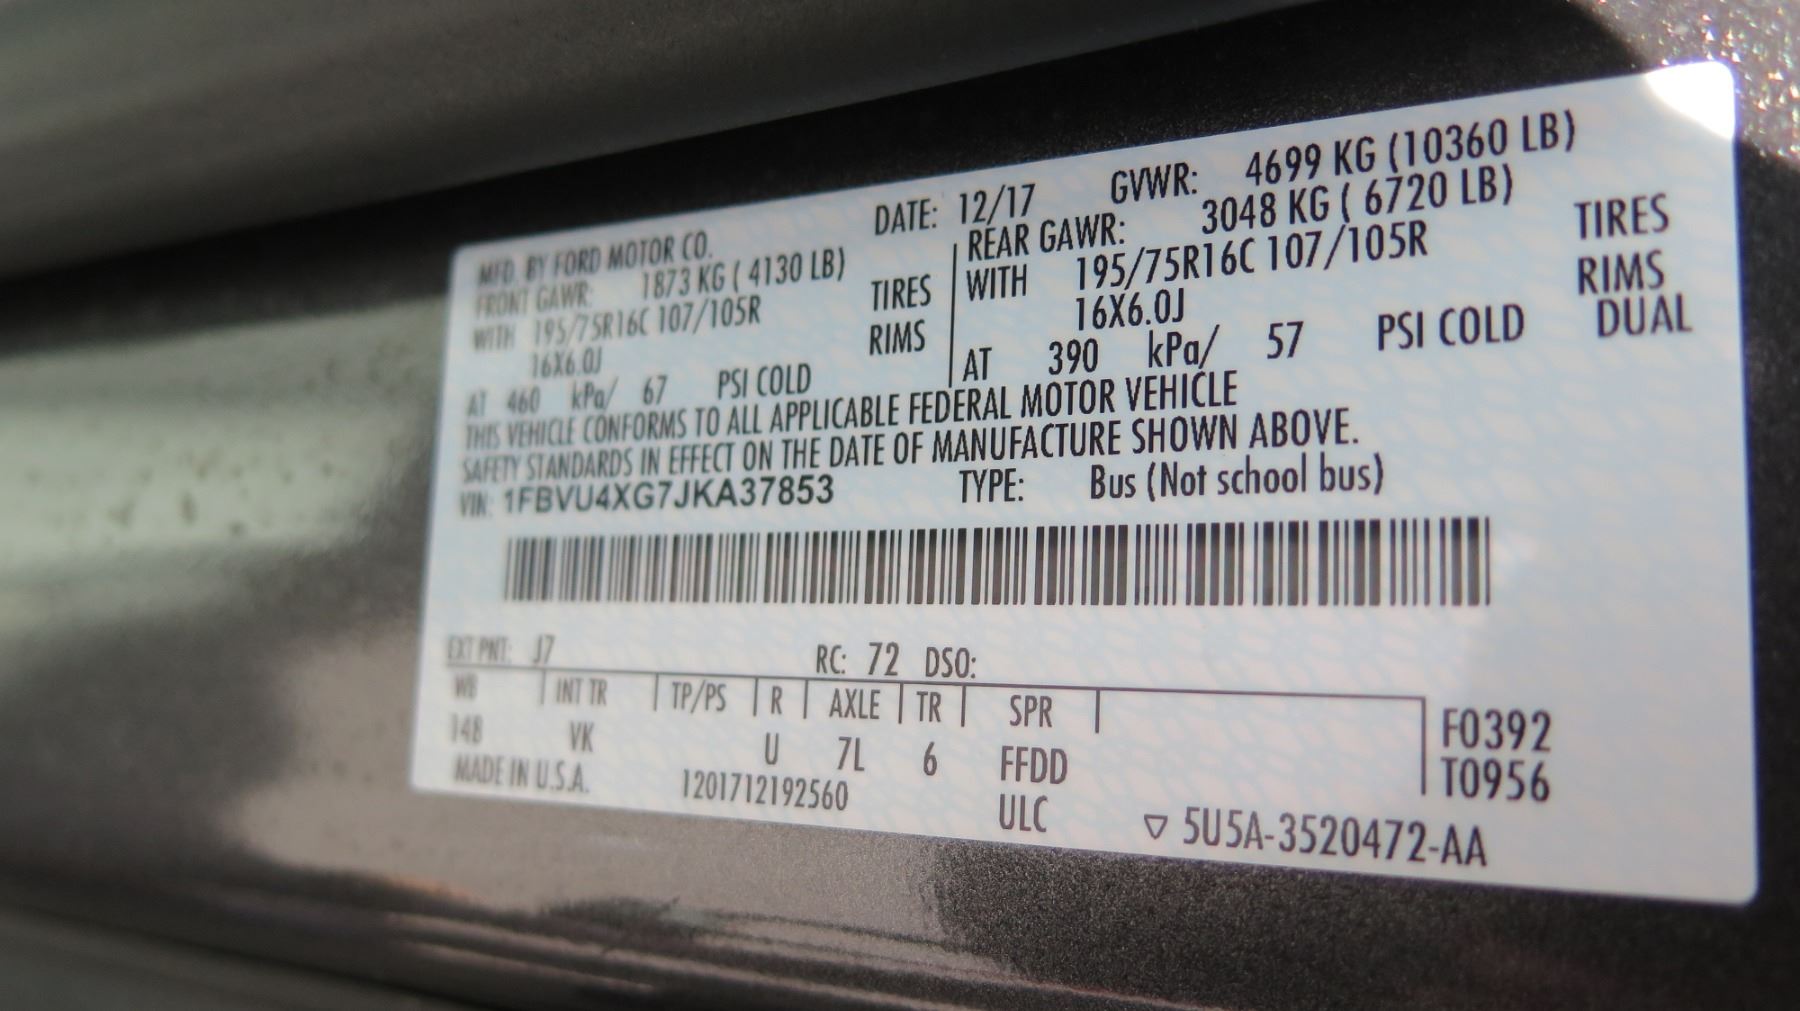 MFD. BY FORD MOTOR CO. DATE: 12/17 GVWR: 4699 KG (10360 LB)
FRONT GAWR: 1873 KG ( 4130 LB)
WITH 195/75R16C 107/105R TIRES
16X6.0J RIMS
AT 460 kPa/ 67 PSI COLD
REAR GAWR: 3048 KG ( 6720 LB)
WITH 195/75R16C 107/105R TIRES
16X6.0J RIMS
AT 390 kPa/ 57 PSI COLD DUAL
THIS VEHICLE CONFORMS TO ALL APPLICABLE FEDERAL MOTOR VEHICLE
SAFETY STANDARDS IN EFFECT ON THE DATE OF MANUFACTURE SHOWN ABOVE.
VIN: 1FBVU4XG7JKA37853 TYPE: Bus (Not school bus)
EXT PNT: J7 RC: 72 DSO:
WB INT TR TP/PS R AXLE TR SPR F0392
148 VK U 7L 6 FFDD T0956
MADE IN U.S.A. 1201712192560 ULC ▽ 5U5A-3520472-AA